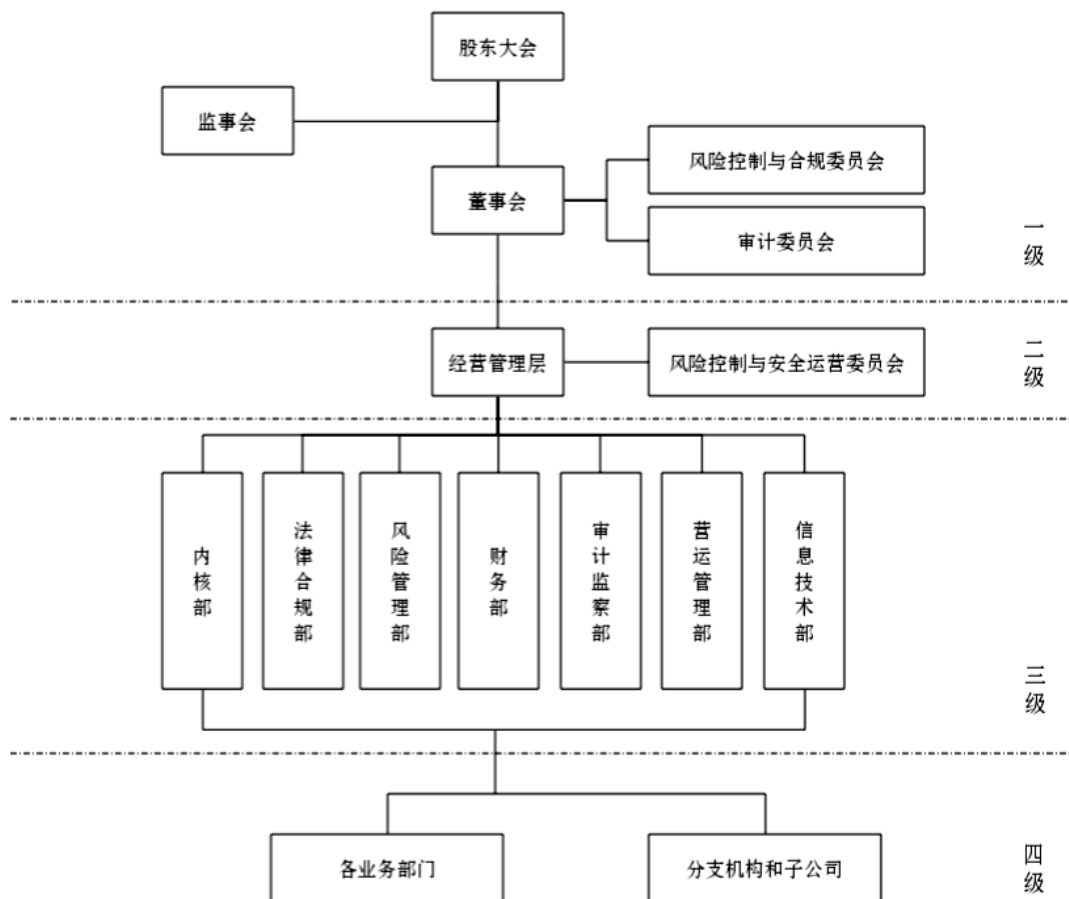 股东大会
监事会
风险控制与合规委员会
董事会
审计委员会
一级
经营管理层
风险控制与安全运营委员会
二级
内核部
法律合规部
风险管理部
财务部
审计监察部
营运管理部
信息技术部
三级
各业务部门
分支机构和子公司
四级